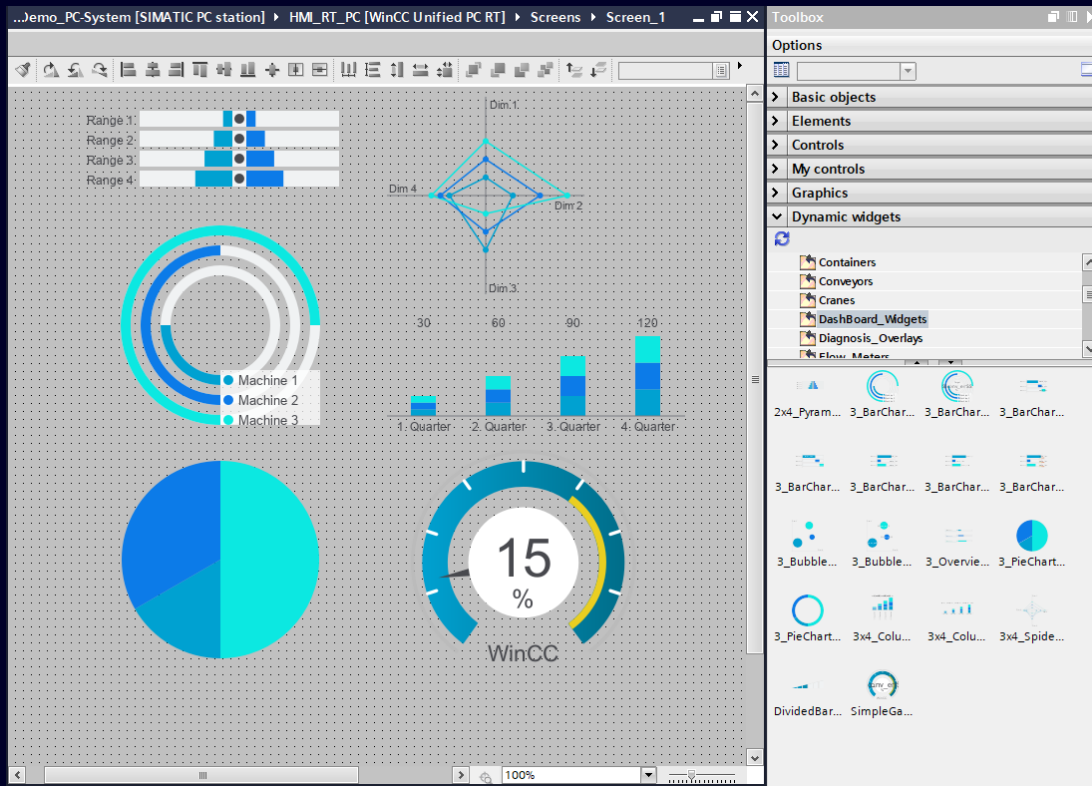 ...Demo_PC-System [SIMATIC PC station] HMI_RT_PC [WinCC Unified PC RT] Screens Screen_1
Toolbox
Options
Basic objects
Elements
Controls
My controls
Graphics
Dynamic widgets
Containers
Conveyors
Cranes
DashBoard_Widgets
Diagnosis_Overlays
Flow_Meters
2x4_Pyram... 3_BarChar... 3_BarChar... 3_BarChar...
3_BarChar... 3_BarChar... 3_BarChar... 3_BarChar...
3_Bubble... 3_Bubble... 3_Overvie... 3_PieChart...
3_PieChart... 3x4_Colu... 3x4_Colu... 3x4_Spide...
DividedBar... SimpleGa...
Range 1
Range 2
Range 3
Range 4
Dim 1
Dim 4
Dim 2
Dim 3
Machine 1
Machine 2
Machine 3
30 60 90 120
1. Quarter 2. Quarter 3. Quarter 4. Quarter
15
%
WinCC
100%